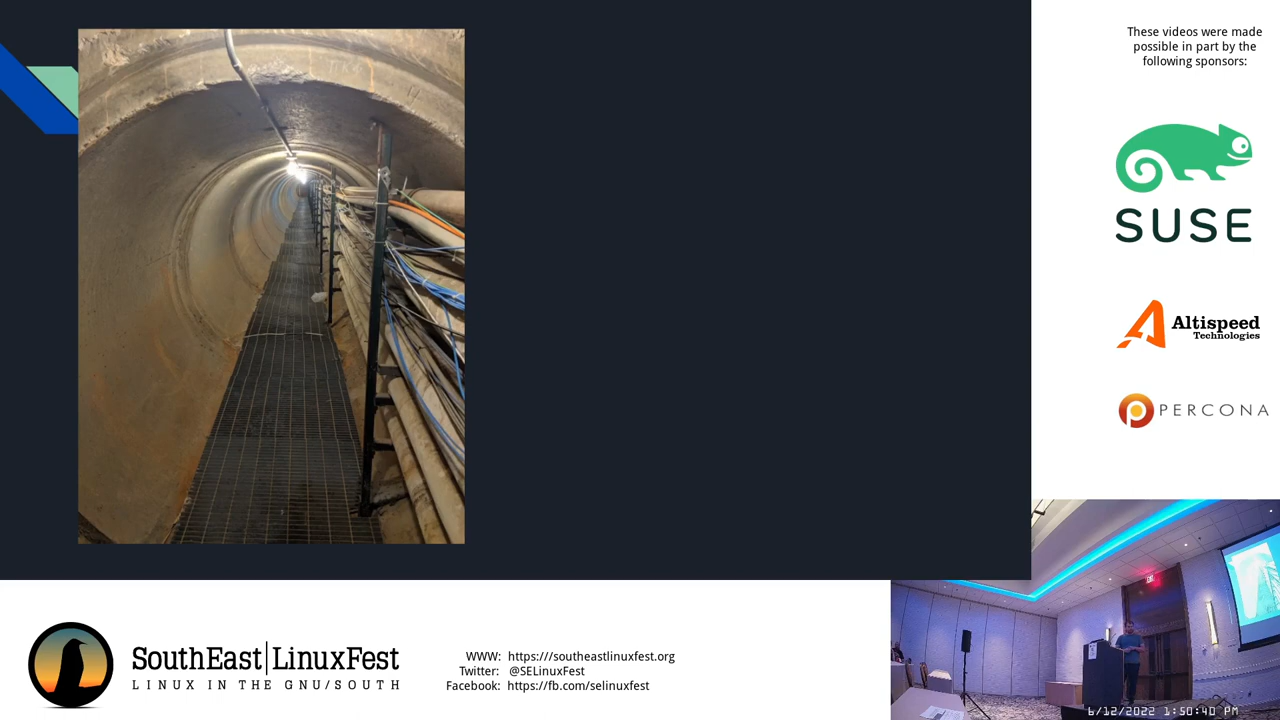 These videos were made
possible in part by the
following sponsors:
SUSE
Altispeed
Technologies
PERCONA
SouthEast|LinuxFest
LINUX IN THE GNU/SOUTH
WWW: https:///southeastlinuxfest.org
Twitter: @SELinuxFest
Facebook: https://fb.com/selinuxfest
6/12/2022 1:50:40 PM